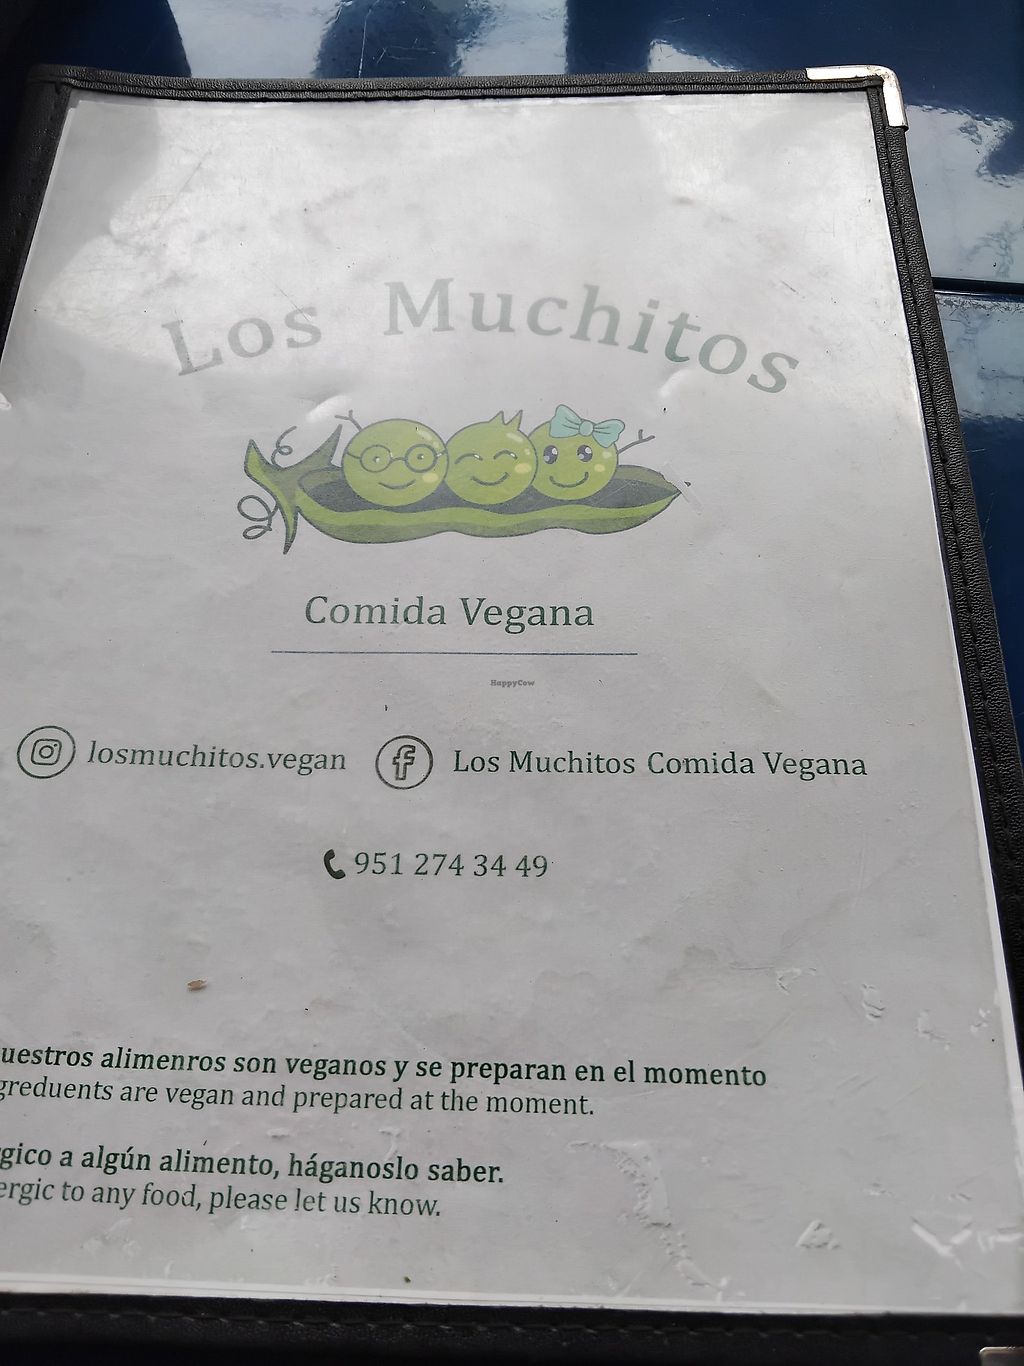 Los Muchitos
Comida Vegana
HappyCow
losmuchitos.vegan
Los Muchitos Comida Vegana
951 274 34 49
uestros alimenros son veganos y se preparan en el momento
greduents are vegan and prepared at the moment.
gico a algún alimento, háganoslo saber.
ergic to any food, please let us know.